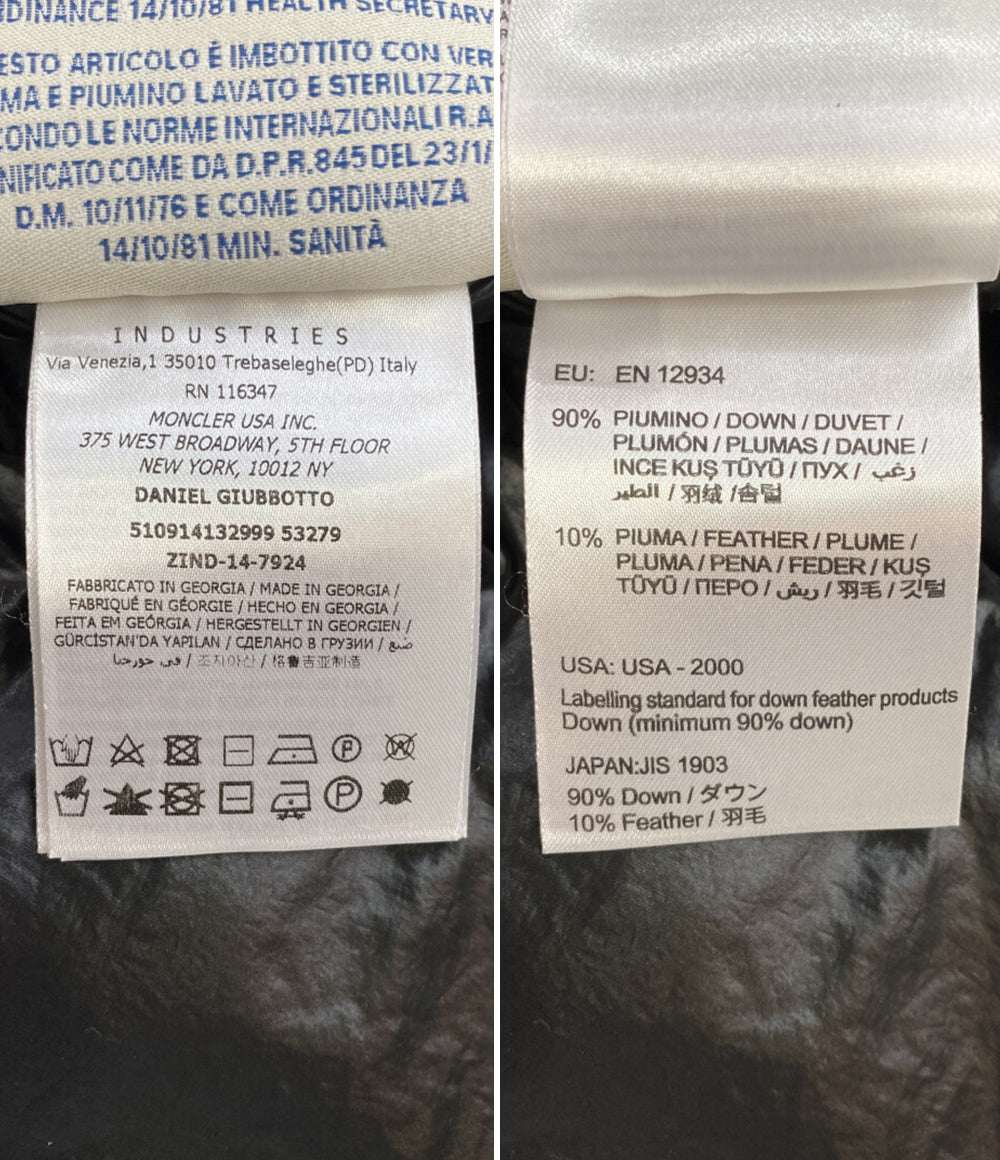 DINANCE 14/10/81 HEALTH SECRETARY
ESTO ARTICOLO È IMBOTTITO CON VER
MA E PIUMINO LAVATO E STERILIZZAT
CONDO LE NORME INTERNAZIONALI R.A
NIFICATO COME DA D.P.R.845 DEL 23/1/
D.M. 10/11/76 E COME ORDINANZA
14/10/81 MIN. SANITÀ
INDUSTRIES
Via Venezia,1 35010 Trebaseleghe(PD) Italy
RN 116347
MONCLER USA INC.
375 WEST BROADWAY, 5TH FLOOR
NEW YORK, 10012 NY
DANIEL GIUBBOTTO
510914132999 53279
ZIND-14-7924
FABBRICATO IN GEORGIA / MADE IN GEORGIA /
FABRIQUÉ EN GÉORGIE / HECHO EN GEORGIA /
FEITA EM GEÓRGIA / HERGESTELLT IN GEORGIEN /
GÜRCİSTAN'DA YAPILAN / СДЕЛАНО В ГРУЗИИ / صنع
في جورجيا / 조지아산 / 格鲁吉亚制造
P
W
P
EU: EN 12934
90% PIUMINO / DOWN / DUVET /
PLUMÓN / PLUMAS / DAUNE /
INCE KUŞ TÜYÜ / ПУХ / زغب
الطير / 羽绒 /솜털
10% PIUMA / FEATHER / PLUME /
PLUMA / PENA / FEDER / KUŞ
TÜYÜ / ПЕРО / ريش / 羽毛 / 깃털
USA: USA - 2000
Labelling standard for down feather products
Down (minimum 90% down)
JAPAN:JIS 1903
90% Down / ダウン
10% Feather / 羽毛